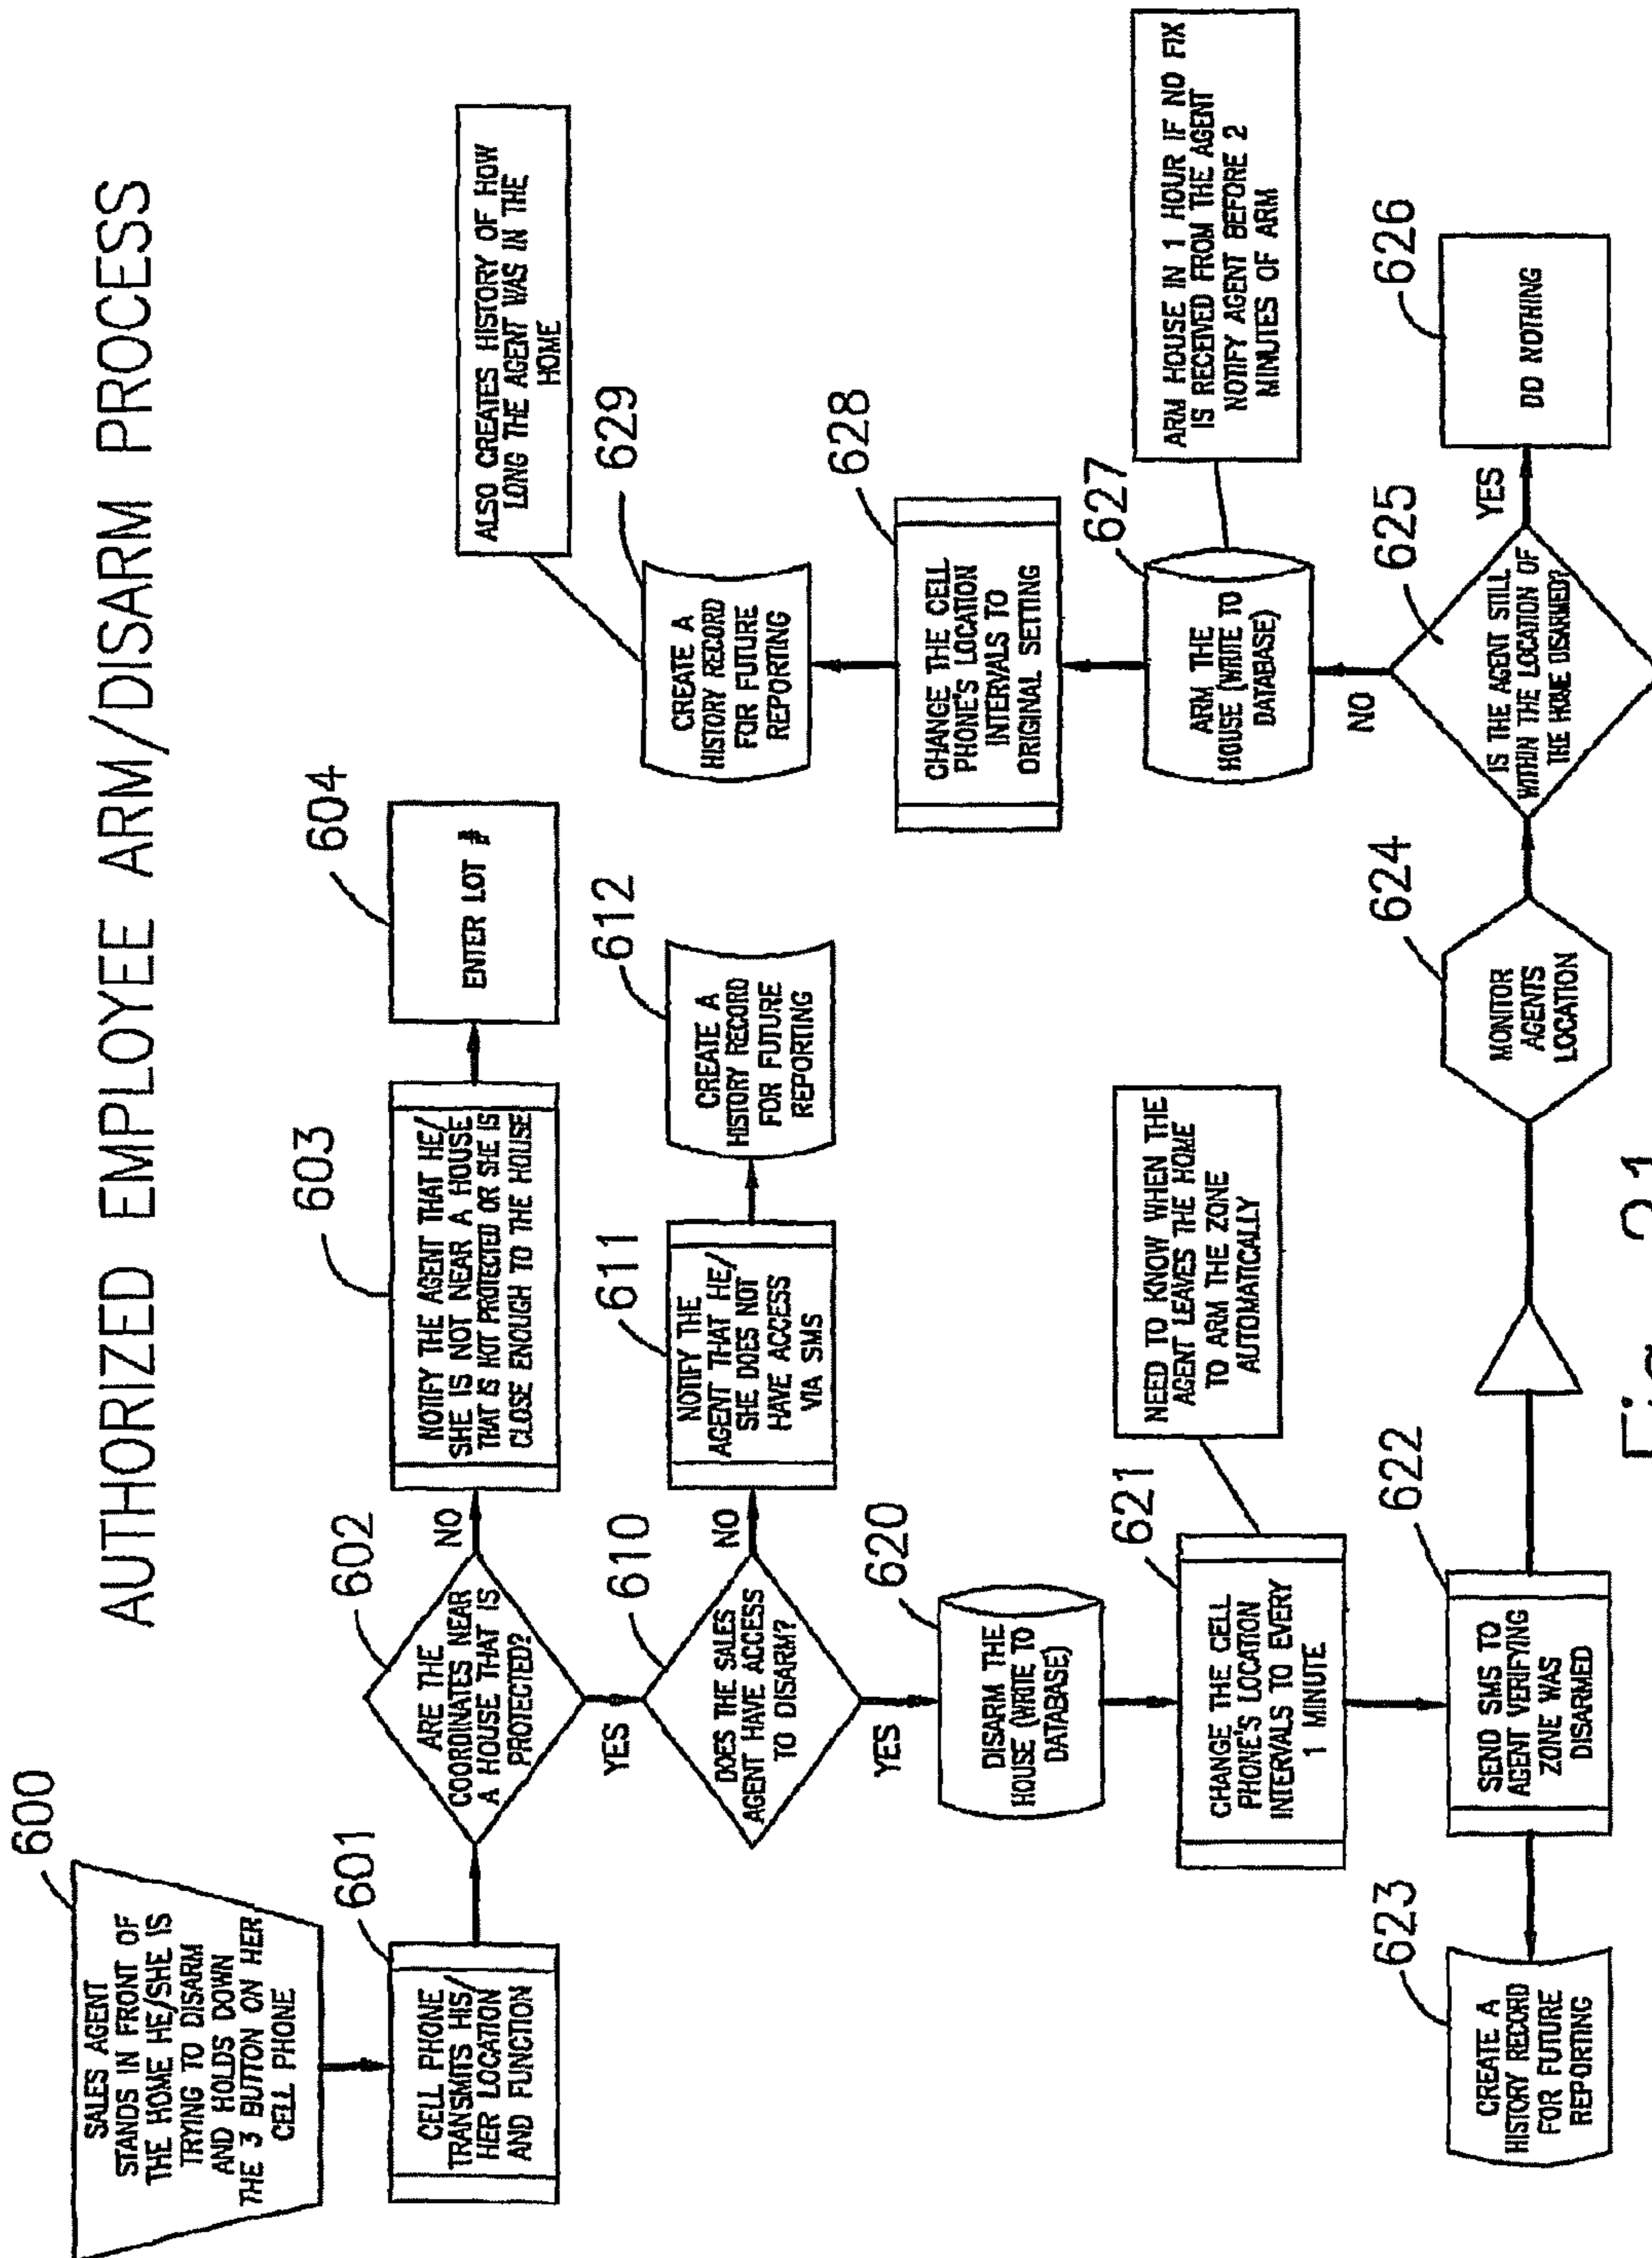 AUTHORIZED EMPLOYEE ARM/DISARM PROCESS
600
SALES AGENT
STANDS IN FRONT OF
THE HOME HE/SHE IS
TRYING TO DISARM
AND HOLDS DOWN
THE 3 BUTTON ON HER
CELL PHONE
601
CELL PHONE
TRANSMITS HIS/
HER LOCATION
AND FUNCTION
602
ARE THE
COORDINATES NEAR
A HOUSE THAT IS
PROTECTED?
NO
YES
603
NOTIFY THE AGENT THAT HE/
SHE IS NOT NEAR A HOUSE
THAT IS NOT PROTECTED OR SHE IS
CLOSE ENOUGH TO THE HOUSE
604
ENTER LOT #
610
DOES THE SALES
AGENT HAVE ACCESS
TO DISARM?
NO
YES
611
NOTIFY THE
AGENT THAT HE/
SHE DOES NOT
HAVE ACCESS
VIA SMS
612
CREATE A
HISTORY RECORD
FOR FUTURE
REPORTING
620
DISARM THE
HOUSE (WRITE TO
DATABASE)
621
CHANGE THE CELL
PHONE'S LOCATION
INTERVALS TO EVERY
1 MINUTE
NEED TO KNOW WHEN THE
AGENT LEAVES THE HOME
TO ARM THE ZONE
AUTOMATICALLY
622
SEND SMS TO
AGENT VERIFYING
ZONE WAS
DISARMED
623
CREATE A
HISTORY RECORD
FOR FUTURE
REPORTING
624
MONITOR
AGENTS
LOCATION
625
IS THE AGENT STILL
WITHIN THE LOCATION OF
THE HOME DISARMED?
YES
NO
626
DO NOTHING
627
ARM THE
HOUSE (WRITE TO
DATABASE)
ARM HOUSE IN 1 HOUR IF NO FIX
IS RECEIVED FROM THE AGENT
NOTIFY AGENT BEFORE 2
MINUTES OF ARM
628
CHANGE THE CELL
PHONE'S LOCATION
INTERVALS TO
ORIGINAL SETTING
629
CREATE A
HISTORY RECORD
FOR FUTURE
REPORTING
ALSO CREATES HISTORY OF HOW
LONG THE AGENT WAS IN THE
HOME
Fig. 21